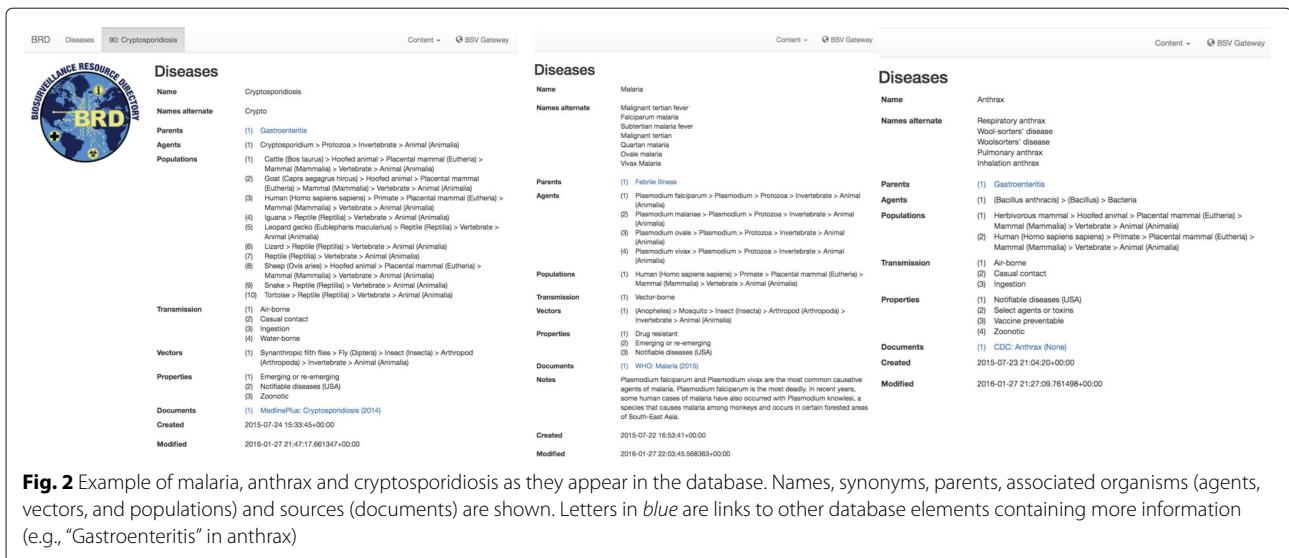 BRD Diseases 90: Cryptosporidiosis Content BSV Gateway
BIOSURVEILLANCE RESOURCE DIRECTORY
BRD
Diseases
Name Cryptosporidiosis
Names alternate Crypto
Parents (1) Gastroenteritis
Agents (1) Cryptosporidium > Protozoa > Invertebrate > Animal (Animalia)
Populations (1) Cattle (Bos taurus) > Hoofed animal > Placental mammal (Eutheria) >
Mammal (Mammalia) > Vertebrate > Animal (Animalia)
(2) Goat (Capra aegagrus hircus) > Hoofed animal > Placental mammal
(Eutheria) > Mammal (Mammalia) > Vertebrate > Animal (Animalia)
(3) Human (Homo sapiens sapiens) > Primate > Placental mammal (Eutheria) >
Mammal (Mammalia) > Vertebrate > Animal (Animalia)
(4) Iguana > Reptile (Reptilia) > Vertebrate > Animal (Animalia)
(5) Leopard gecko (Eublepharis macularius) > Reptile (Reptilia) > Vertebrate >
Animal (Animalia)
(6) Lizard > Reptile (Reptilia) > Vertebrate > Animal (Animalia)
(7) Reptile (Reptilia) > Vertebrate > Animal (Animalia)
(8) Sheep (Ovis aries) > Hoofed animal > Placental mammal (Eutheria) >
Mammal (Mammalia) > Vertebrate > Animal (Animalia)
(9) Snake > Reptile (Reptilia) > Vertebrate > Animal (Animalia)
(10) Tortoise > Reptile (Reptilia) > Vertebrate > Animal (Animalia)
Transmission (1) Air-borne
(2) Casual contact
(3) Ingestion
(4) Water-borne
Vectors (1) Synanthropic filth flies > Fly (Diptera) > Insect (Insecta) > Arthropod
(Arthropoda) > Invertebrate > Animal (Animalia)
Properties (1) Emerging or re-emerging
(2) Notifiable diseases (USA)
(3) Zoonotic
Documents (1) MedlinePlus: Cryptosporidiosis (2014)
Created 2015-07-24 15:33:45+00:00
Modified 2016-01-27 21:47:17.661347+00:00
Content BSV Gateway
Diseases
Name Malaria
Names alternate Malignant tertian fever
Falciparum malaria
Subtertian malaria fever
Malignant tertian
Quartan malaria
Ovale malaria
Vivax Malaria
Parents (1) Febrile Illness
Agents (1) Plasmodium falciparum > Plasmodium > Protozoa > Invertebrate > Animal
(Animalia)
(2) Plasmodium malariae > Plasmodium > Protozoa > Invertebrate > Animal
(Animalia)
(3) Plasmodium ovale > Plasmodium > Protozoa > Invertebrate > Animal
(Animalia)
(4) Plasmodium vivax > Plasmodium > Protozoa > Invertebrate > Animal
(Animalia)
Populations (1) Human (Homo sapiens sapiens) > Primate > Placental mammal (Eutheria) >
Mammal (Mammalia) > Vertebrate > Animal (Animalia)
Transmission (1) Vector-borne
Vectors (1) (Anopheles) > Mosquito > Insect (Insecta) > Arthropod (Arthropoda) >
Invertebrate > Animal (Animalia)
Properties (1) Drug resistant
(2) Emerging or re-emerging
(3) Notifiable diseases (USA)
Documents (1) WHO: Malaria (2015)
Notes Plasmodium falciparum and Plasmodium vivax are the most common causative
agents of malaria. Plasmodium falciparum is the most deadly. In recent years,
some human cases of malaria have also occurred with Plasmodium knowlesi, a
species that causes malaria among monkeys and occurs in certain forested areas
of South-East Asia.
Created 2015-07-22 16:53:41+00:00
Modified 2016-01-27 22:03:45.568363+00:00
Content BSV Gateway
Diseases
Name Anthrax
Names alternate Respiratory anthrax
Wool-sorters' disease
Woolsorters' disease
Pulmonary anthrax
Inhalation anthrax
Parents (1) Gastroenteritis
Agents (1) (Bacillus anthracis) > (Bacillus) > Bacteria
Populations (1) Herbivorous mammal > Hoofed animal > Placental mammal (Eutheria) >
Mammal (Mammalia) > Vertebrate > Animal (Animalia)
(2) Human (Homo sapiens sapiens) > Primate > Placental mammal (Eutheria) >
Mammal (Mammalia) > Vertebrate > Animal (Animalia)
Transmission (1) Air-borne
(2) Casual contact
(3) Ingestion
Properties (1) Notifiable diseases (USA)
(2) Select agents or toxins
(3) Vaccine preventable
(4) Zoonotic
Documents (1) CDC: Anthrax (None)
Created 2015-07-23 21:04:20+00:00
Modified 2016-01-27 21:27:09.761498+00:00
Fig. 2 Example of malaria, anthrax and cryptosporidiosis as they appear in the database. Names, synonyms, parents, associated organisms (agents,
vectors, and populations) and sources (documents) are shown. Letters in blue are links to other database elements containing more information
(e.g., “Gastroenteritis” in anthrax)